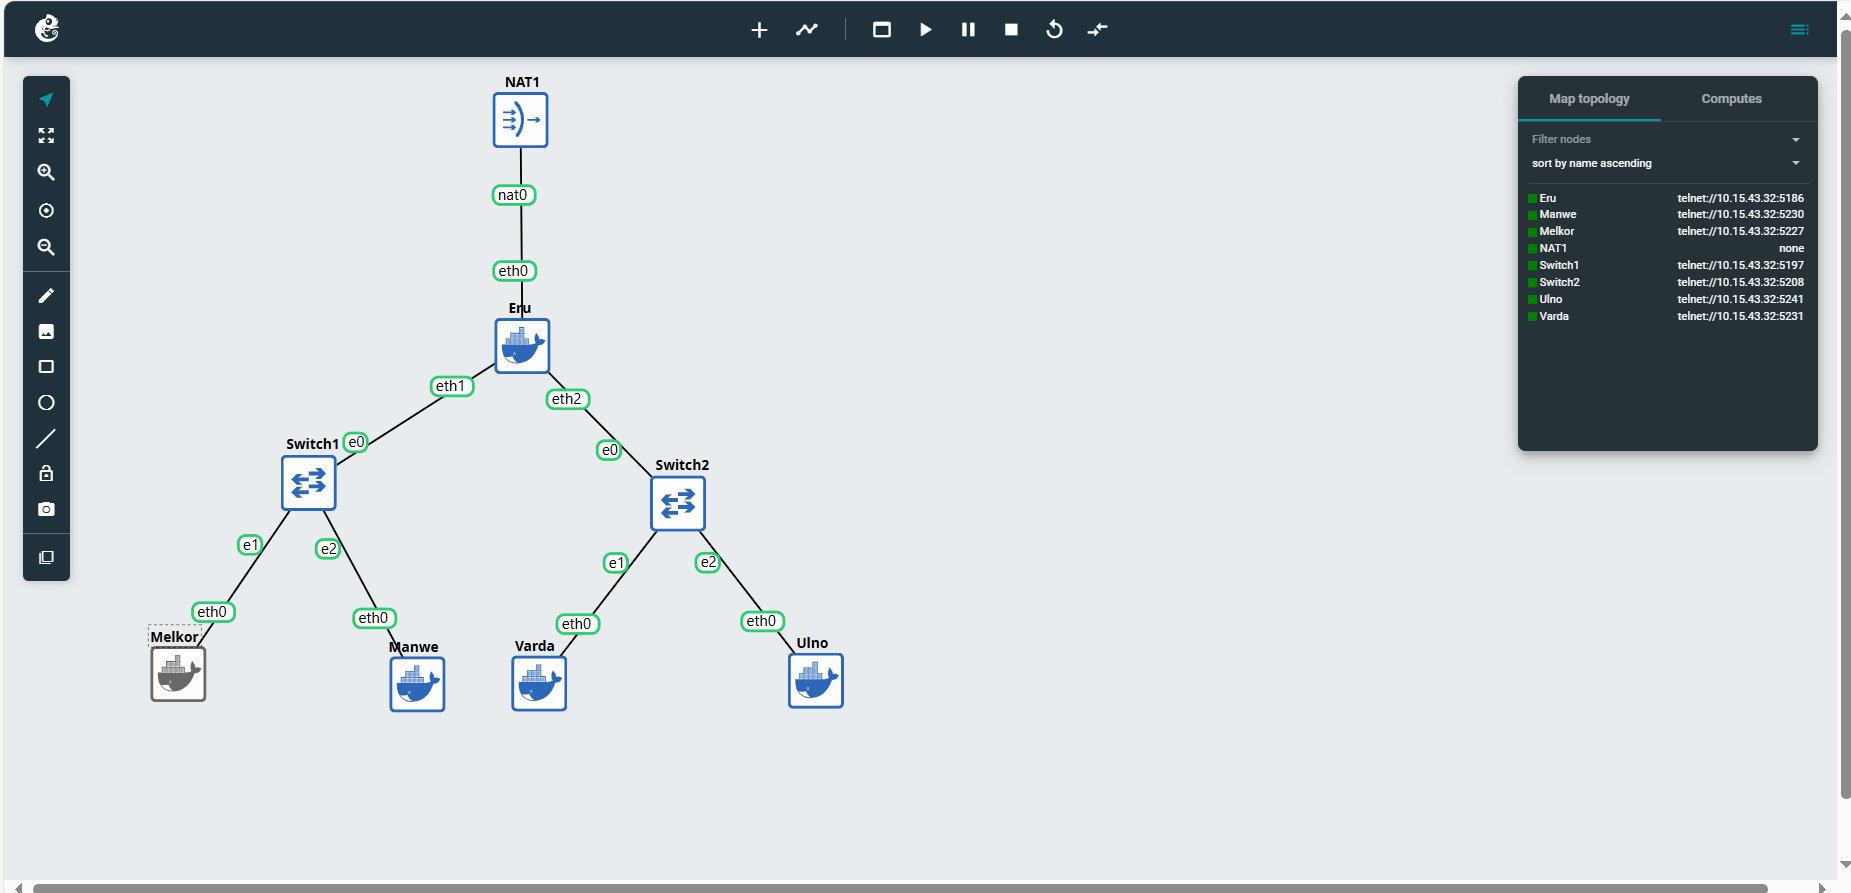 NAT1
nat0
eth0
Eru
eth1
eth2
Switch1
e0
e0
Switch2
e1
e2
e1
e2
eth0
eth0
eth0
eth0
Melkor
Manwe
Varda
Ulno
Map topology
Computes
Filter nodes
sort by name ascending
Eru telnet://10.15.43.32:5186
Manwe telnet://10.15.43.32:5230
Melkor telnet://10.15.43.32:5227
NAT1 none
Switch1 telnet://10.15.43.32:5197
Switch2 telnet://10.15.43.32:5208
Ulno telnet://10.15.43.32:5241
Varda telnet://10.15.43.32:5231